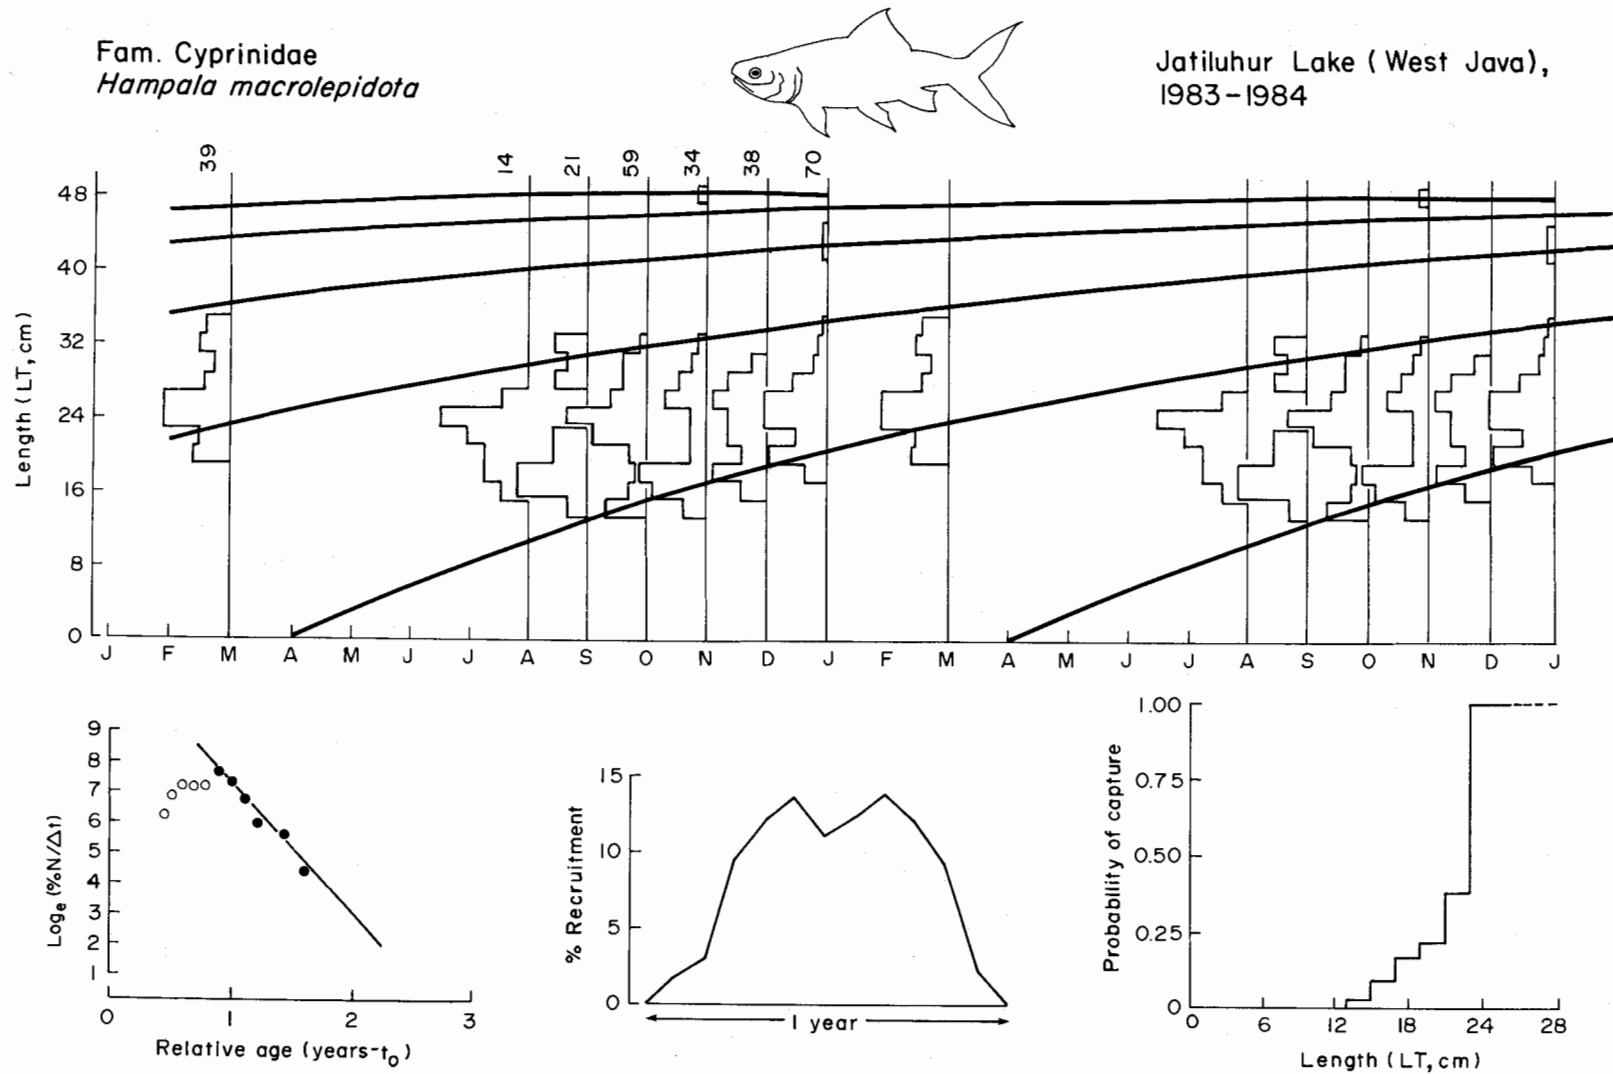 Fam. Cyprinidae
Hampala macrolepidota
Jatiluhur Lake (West Java),
1983-1984
39 14 21 59 34 38 70
Length (LT, cm)
48
40
32
24
16
8
0
J F M A M J J A S O N D J F M A M J J A S O N D J
Loge (%N/Δt)
9
8
7
6
5
4
3
2
1
0 1 2 3
Relative age (years-to)
% Recruitment
15
10
5
0
1 year
Probability of capture
1.00
0.75
0.50
0.25
0
0 6 12 18 24 28
Length (LT, cm)